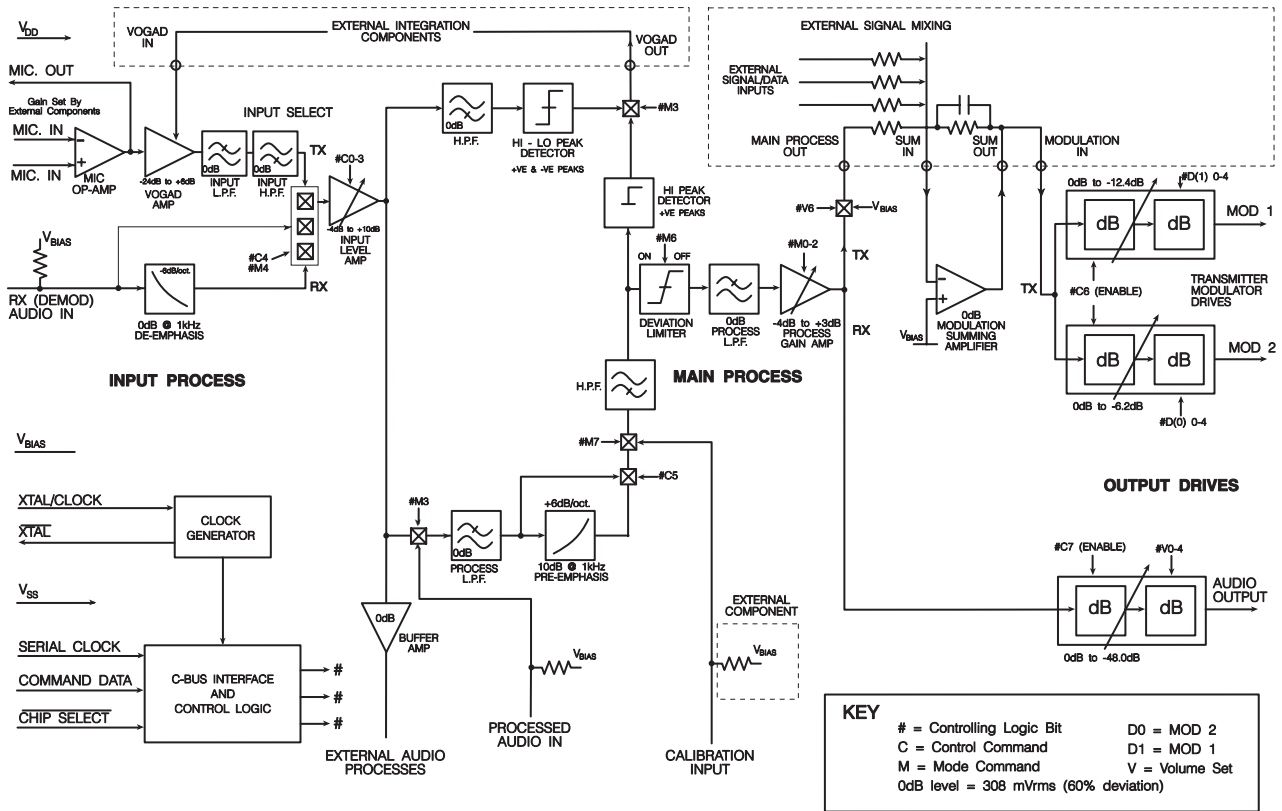 V_DD
MIC. OUT
Gain Set By
External Components
MIC. IN
MIC. IN
−
+
MIC
OP-AMP
VOGAD
IN
EXTERNAL INTEGRATION
COMPONENTS
VOGAD
OUT
-24dB to +6dB
VOGAD
AMP
0dB
INPUT
L.P.F.
0dB
INPUT
H.P.F.
INPUT SELECT
TX
#C0-3
-4dB to +10dB
INPUT
LEVEL
AMP
#C4
#M4
RX
V_BIAS
RX (DEMOD)
AUDIO IN
-6dB/oct.
0dB @ 1kHz
DE-EMPHASIS
INPUT PROCESS
0dB
H.P.F.
HI - LO PEAK
DETECTOR
+VE & -VE PEAKS
#M3
HI PEAK
DETECTOR
+VE PEAKS
#M6
ON OFF
DEVIATION
LIMITER
0dB
PROCESS
L.P.F.
#M0-2
-4dB to +3dB
PROCESS
GAIN AMP
MAIN PROCESS
H.P.F.
#M7
#C5
#M3
0dB
PROCESS
L.P.F.
+6dB/oct.
10dB @ 1kHz
PRE-EMPHASIS
0dB
BUFFER
AMP
V_BIAS
PROCESSED
AUDIO IN
EXTERNAL AUDIO
PROCESSES
EXTERNAL
COMPONENT
V_BIAS
CALIBRATION
INPUT
EXTERNAL SIGNAL MIXING
EXTERNAL
SIGNAL/DATA
INPUTS
MAIN PROCESS
OUT
SUM
IN
SUM
OUT
MODULATION
IN
#V6
V_BIAS
TX
RX
−
+
V_BIAS
0dB
MODULATION
SUMMING
AMPLIFIER
TX
0dB to -12.4dB
#D(1) 0-4
dB
dB
MOD 1
#C6 (ENABLE)
TRANSMITTER
MODULATOR
DRIVES
dB
dB
MOD 2
0dB to -6.2dB
#D(0) 0-4
OUTPUT DRIVES
#C7 (ENABLE)
#V0-4
dB
dB
AUDIO
OUTPUT
0dB to -48.0dB
V_BIAS
XTAL/CLOCK
XTAL
CLOCK
GENERATOR
V_SS
SERIAL CLOCK
COMMAND DATA
CHIP SELECT
C-BUS INTERFACE
AND
CONTROL LOGIC
#
#
#
KEY
# = Controlling Logic Bit
C = Control Command
M = Mode Command
0dB level = 308 mVrms (60% deviation)
D0 = MOD 2
D1 = MOD 1
V = Volume Set